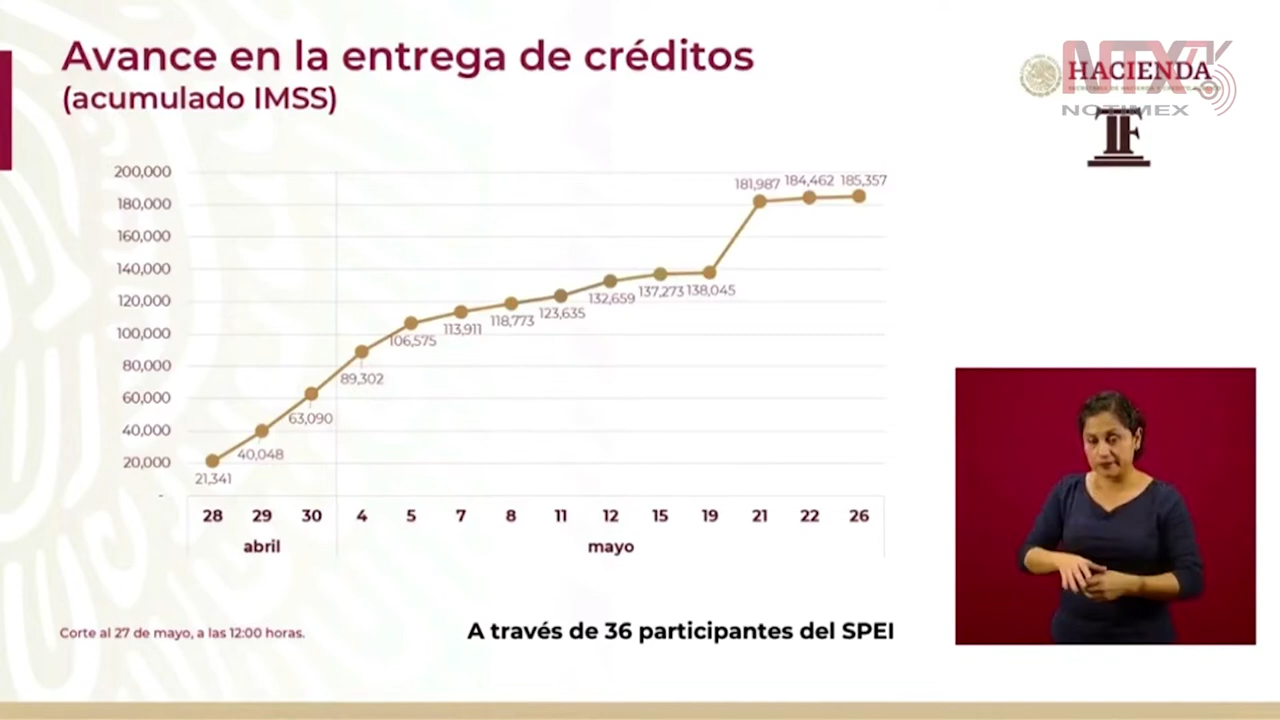 Avance en la entrega de créditos
(acumulado IMSS)
HACIENDA
NTX
NOTIMEX
TF
200,000
180,000
160,000
140,000
120,000
100,000
80,000
60,000
40,000
20,000
-
21,341
40,048
63,090
89,302
106,575
113,911
118,773
123,635
132,659
137,273
138,045
181,987
184,462
185,357
28 29 30 4 5 7 8 11 12 15 19 21 22 26
abril mayo
Corte al 27 de mayo, a las 12:00 horas.
A través de 36 participantes del SPEI